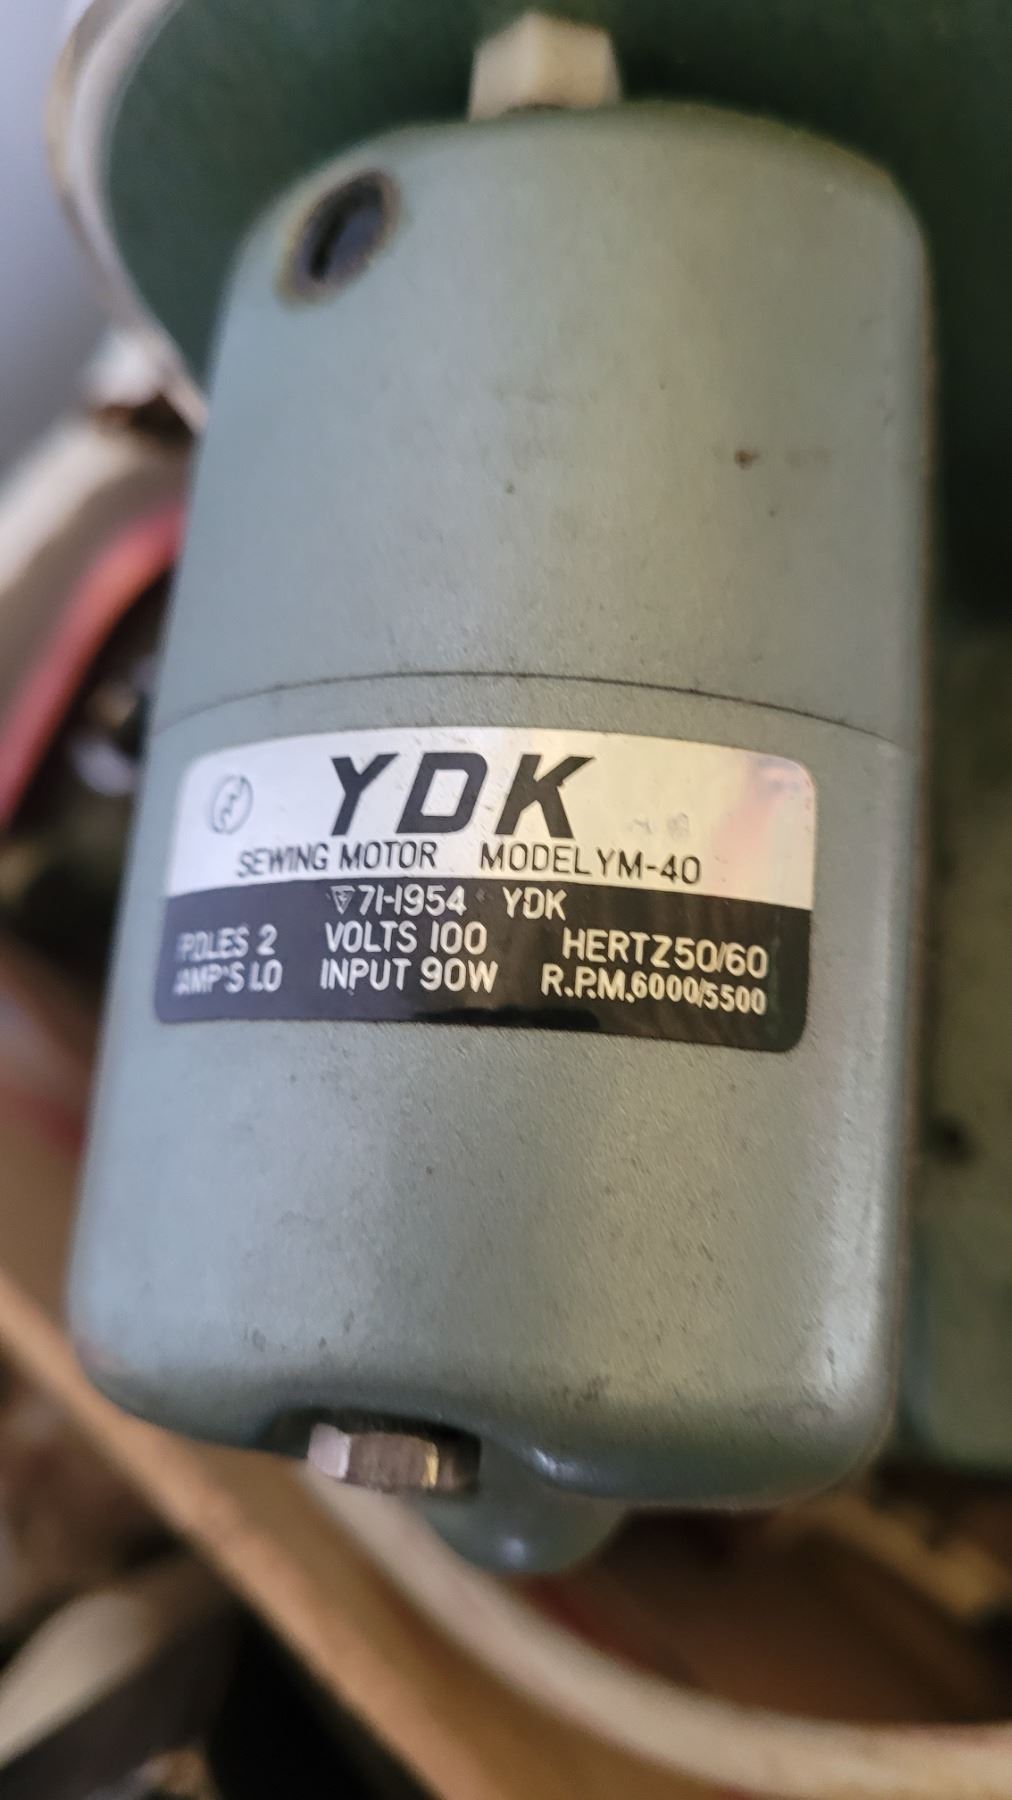 YDK
SEWING MOTOR MODEL YM-40
71-1954 YDK
POLES 2 VOLTS 100 HERTZ 50/60
AMP'S 1.0 INPUT 90W R.P.M. 6000/5500